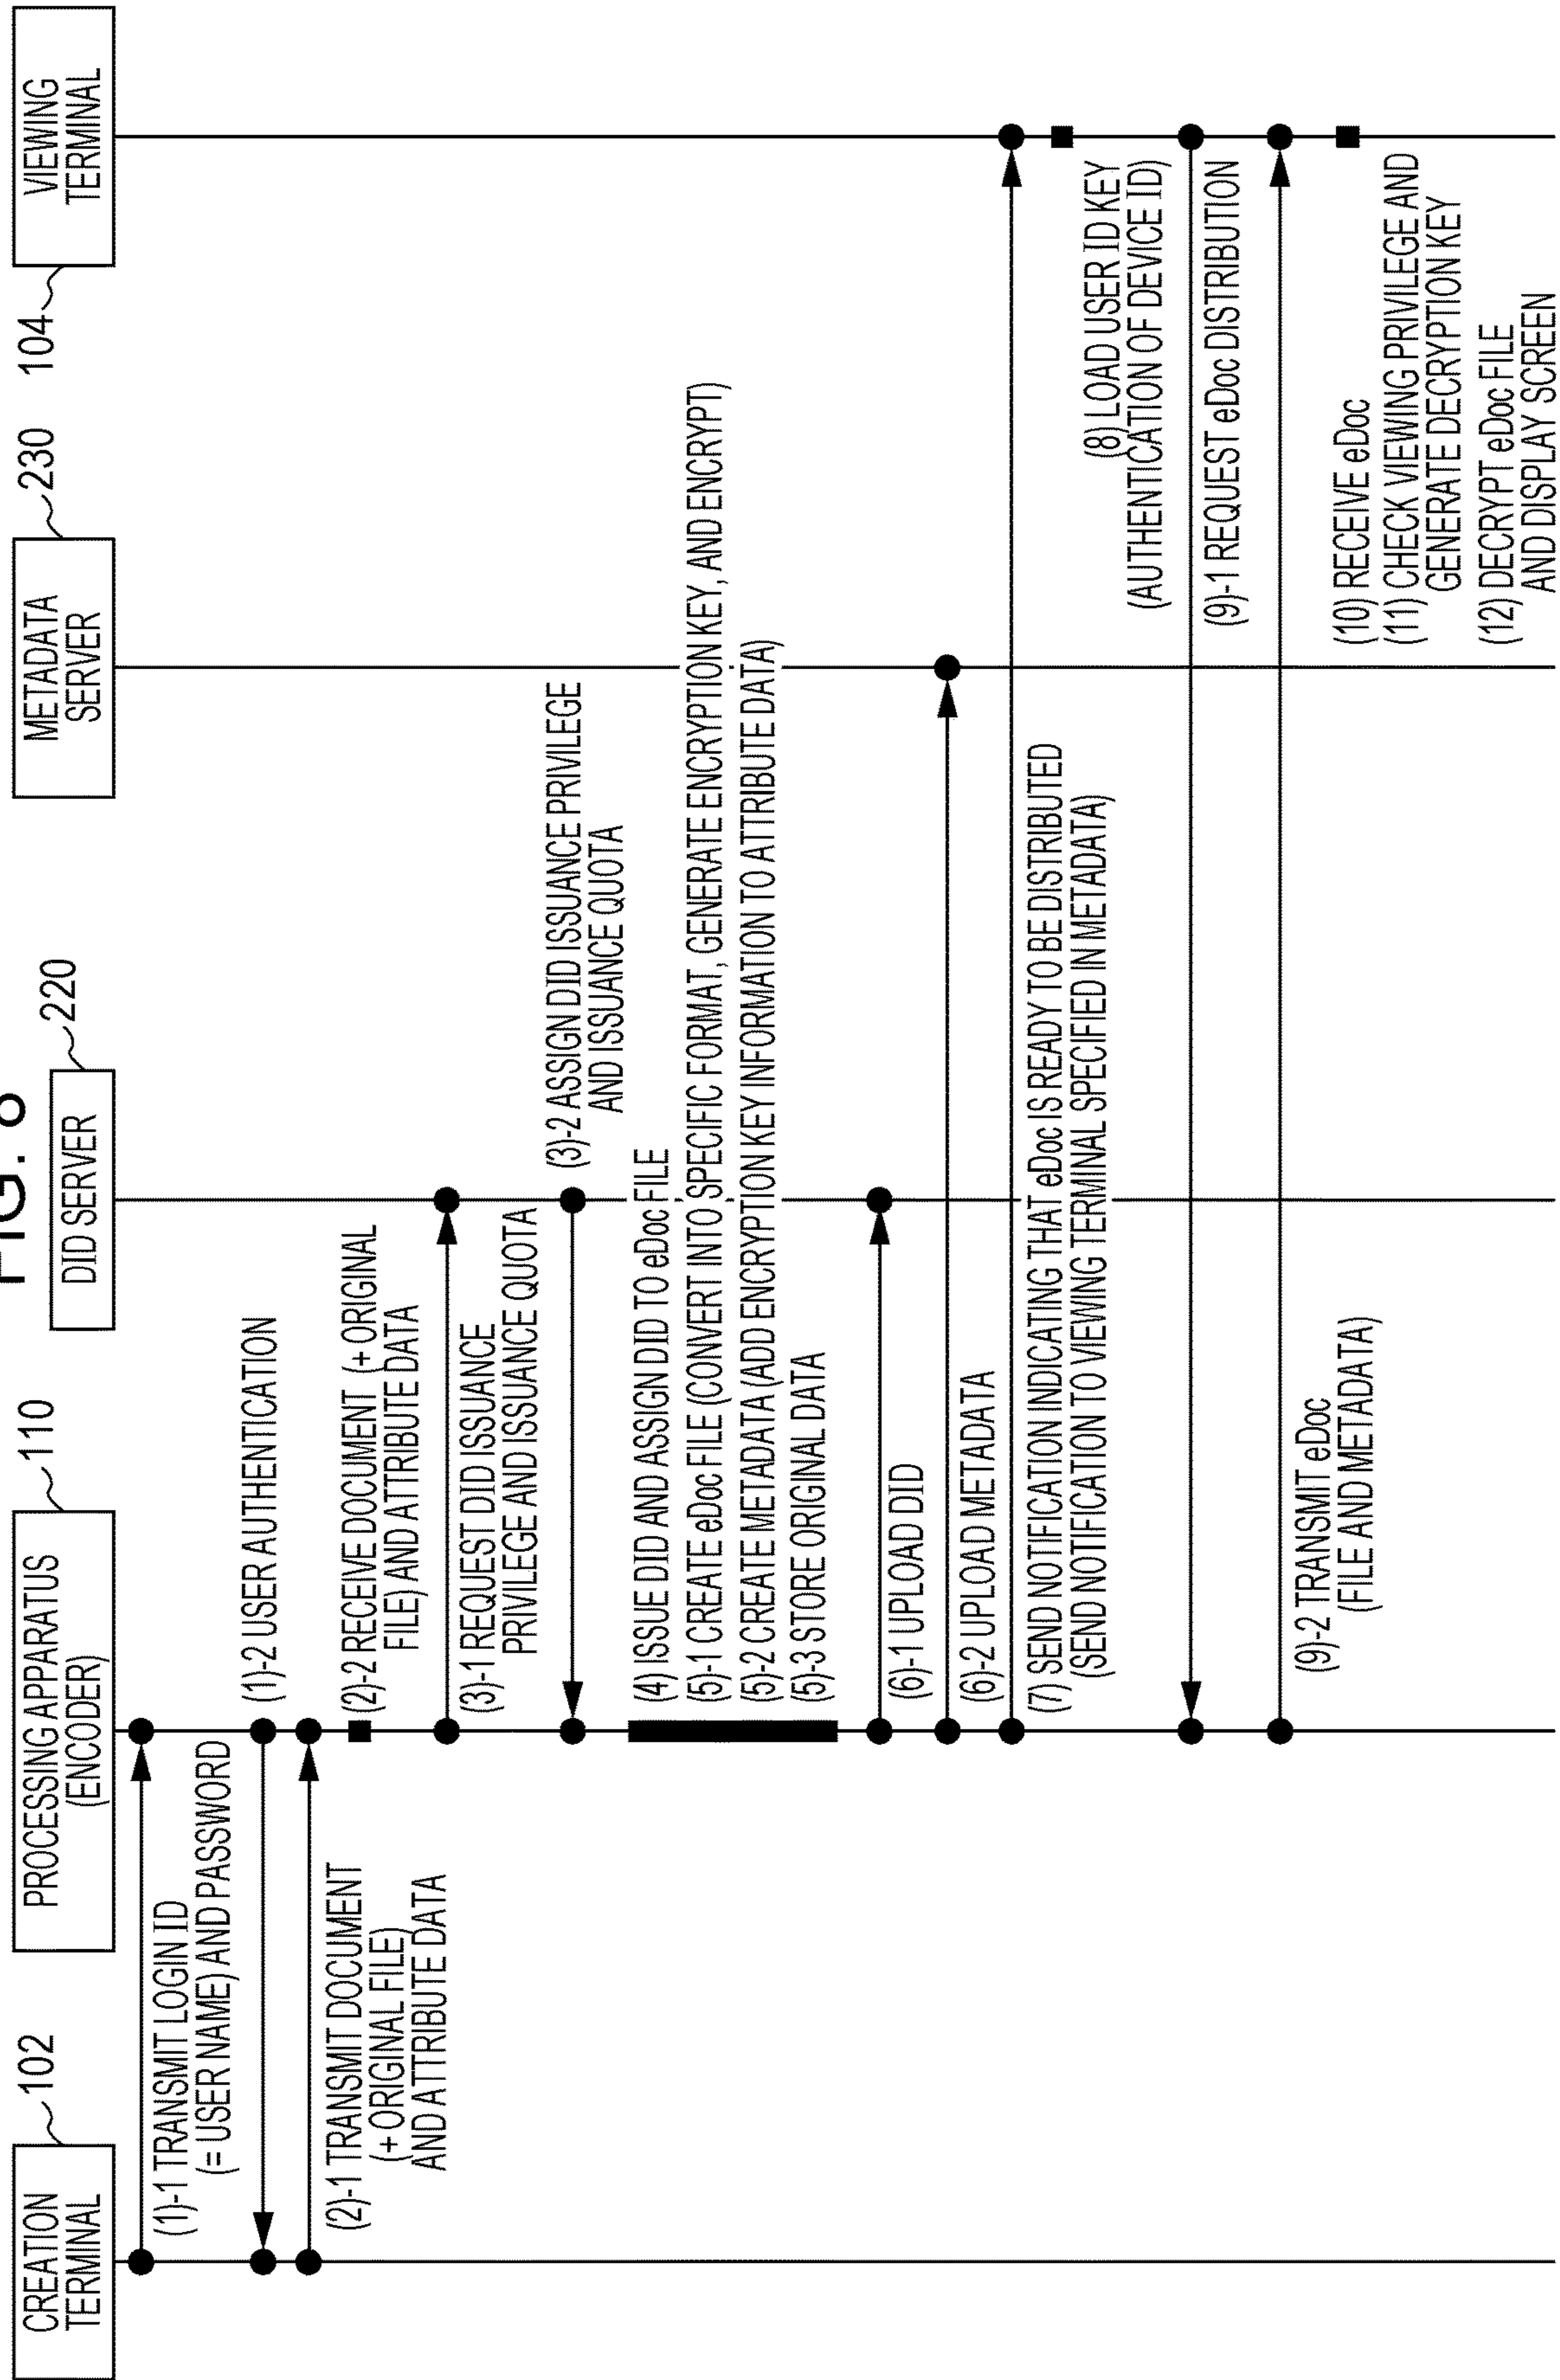 FIG. 8
CREATION
TERMINAL
102
PROCESSING APPARATUS
(ENCODER)
110
DID SERVER
220
METADATA
SERVER
230
VIEWING
TERMINAL
104
(1)-1 TRANSMIT LOGIN ID
(= USER NAME) AND PASSWORD
(1)-2 USER AUTHENTICATION
(2)-1 TRANSMIT DOCUMENT
(+ ORIGINAL FILE)
AND ATTRIBUTE DATA
(2)-2 RECEIVE DOCUMENT (+ ORIGINAL
FILE) AND ATTRIBUTE DATA
(3)-1 REQUEST DID ISSUANCE
PRIVILEGE AND ISSUANCE QUOTA
(3)-2 ASSIGN DID ISSUANCE PRIVILEGE
AND ISSUANCE QUOTA
(4) ISSUE DID AND ASSIGN DID TO eDoc FILE
(5)-1 CREATE eDoc FILE (CONVERT INTO SPECIFIC FORMAT, GENERATE ENCRYPTION KEY, AND ENCRYPT)
(5)-2 CREATE METADATA (ADD ENCRYPTION KEY INFORMATION TO ATTRIBUTE DATA)
(5)-3 STORE ORIGINAL DATA
(6)-1 UPLOAD DID
(6)-2 UPLOAD METADATA
(7) SEND NOTIFICATION INDICATING THAT eDoc IS READY TO BE DISTRIBUTED
(SEND NOTIFICATION TO VIEWING TERMINAL SPECIFIED IN METADATA)
(8) LOAD USER ID KEY
(AUTHENTICATION OF DEVICE ID)
(9)-1 REQUEST eDoc DISTRIBUTION
(9)-2 TRANSMIT eDoc
(FILE AND METADATA)
(10) RECEIVE eDoc
(11) CHECK VIEWING PRIVILEGE AND
GENERATE DECRYPTION KEY
(12) DECRYPT eDoc FILE
AND DISPLAY SCREEN